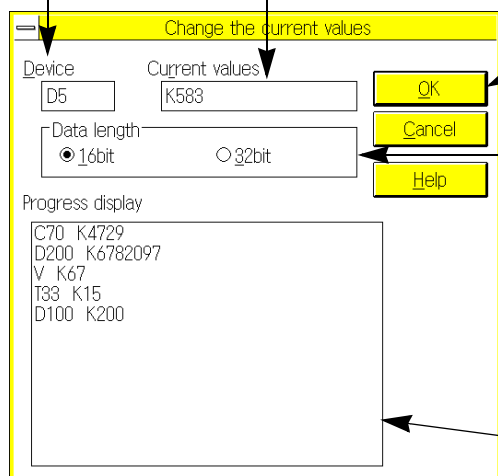 Change the current values
Device
Current values
D5
K583
OK
Data length
16bit
32bit
Cancel
Help
Progress display
C70 K4729
D200 K6782097
V K67
T33 K15
D100 K200